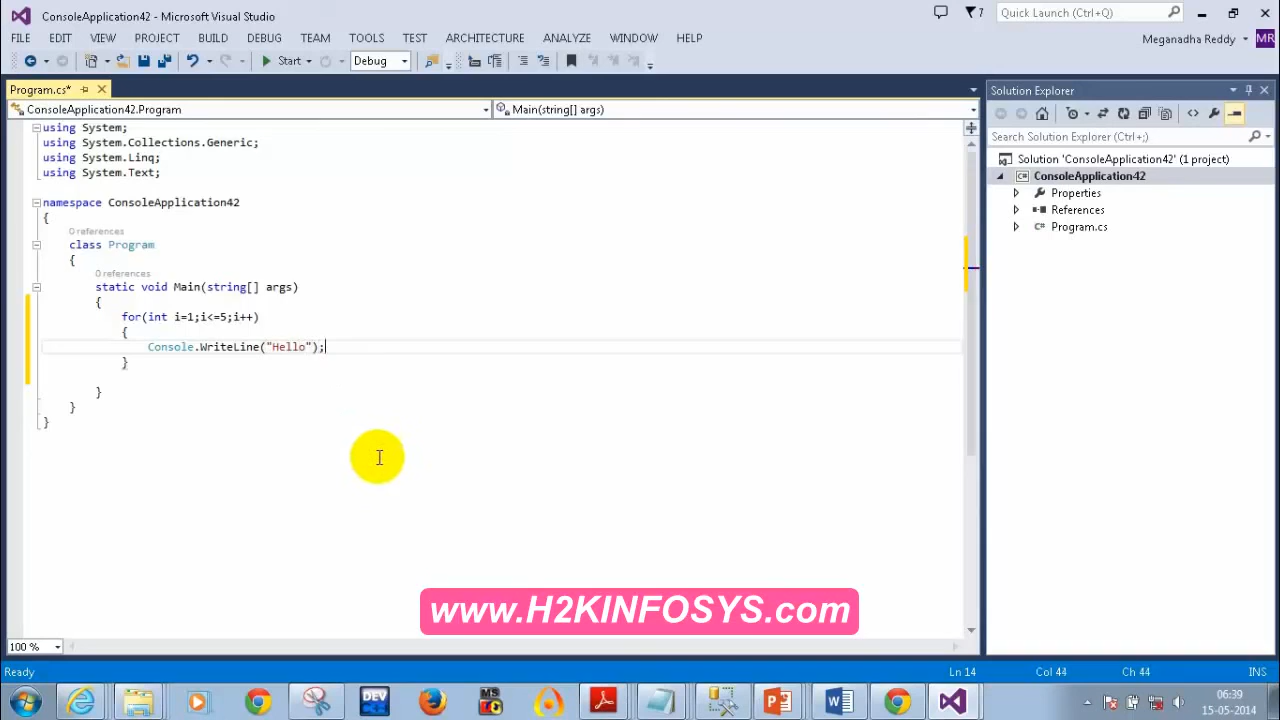 ConsoleApplication42 - Microsoft Visual Studio
7
Quick Launch (Ctrl+Q)
FILE EDIT VIEW PROJECT BUILD DEBUG TEAM TOOLS TEST ARCHITECTURE ANALYZE WINDOW HELP
Meganadha Reddy MR
Start Debug
Program.cs*
ConsoleApplication42.Program
Main(string[] args)
using System;
using System.Collections.Generic;
using System.Linq;
using System.Text;
namespace ConsoleApplication42
{
0 references
class Program
{
0 references
static void Main(string[] args)
{
for(int i=1;i<=5;i++)
{
Console.WriteLine("Hello");
}
}
}
}
100 %
Solution Explorer
Search Solution Explorer (Ctrl+;)
Solution 'ConsoleApplication42' (1 project)
C# ConsoleApplication42
Properties
References
C# Program.cs
www.H2KINFOSYS.com
Ready
Ln 14
Col 44
Ch 44
INS
DEV
MS
06:39
15-05-2014